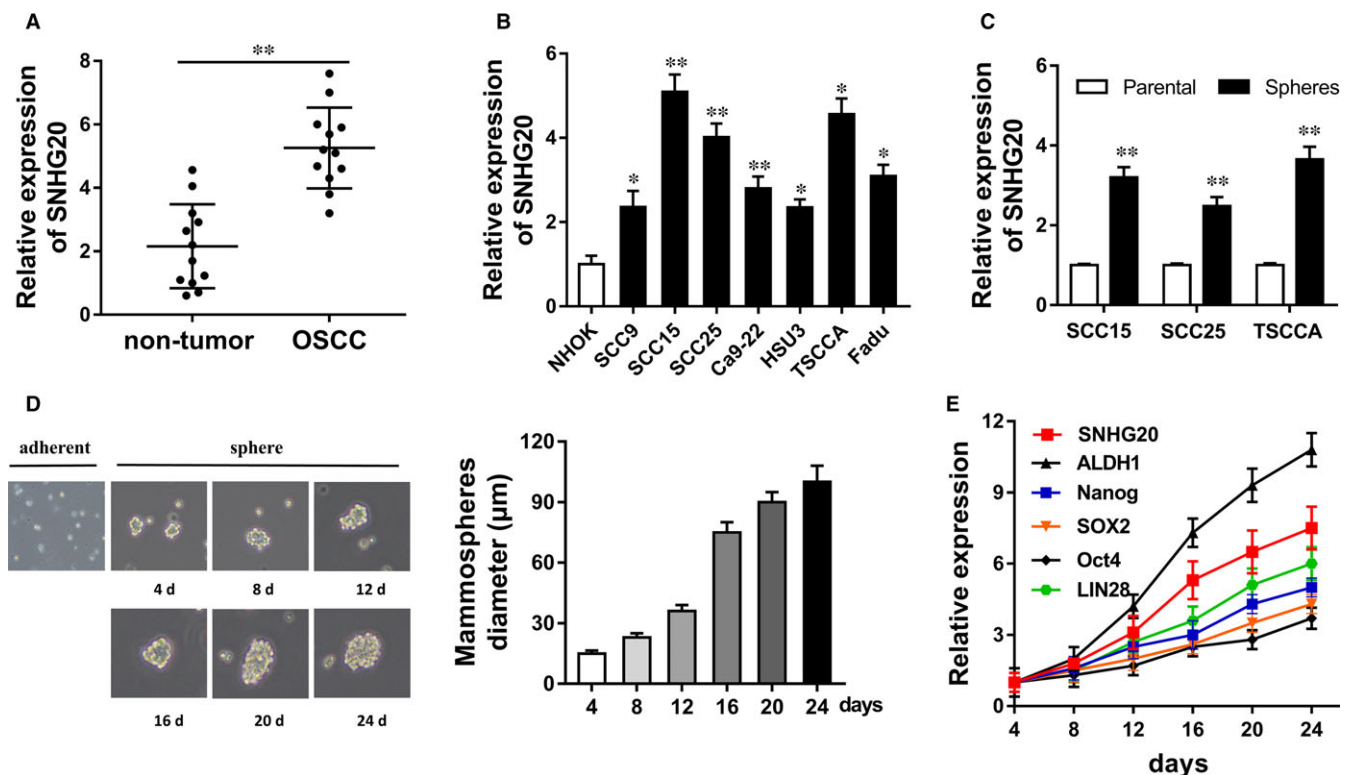 A
Relative expression
of SNHG20
8
6
4
2
0
**
non-tumor
OSCC
B
Relative expression
of SNHG20
6
4
2
0
*
**
**
**
*
*
*
NHOK
SCC9
SCC15
SCC25
Ca9-22
HSU3
TSCCA
Fadu
C
Relative expression
of SNHG20
6
4
2
0
Parental
Spheres
**
**
**
SCC15
SCC25
TSCCA
D
adherent
sphere
4 d
8 d
12 d
16 d
20 d
24 d
Mammospheres
diameter (μm)
120
90
60
30
0
4 8 12 16 20 24 days
E
Relative expression
12
9
6
3
0
SNHG20
ALDH1
Nanog
SOX2
Oct4
LIN28
4 8 12 16 20 24
days